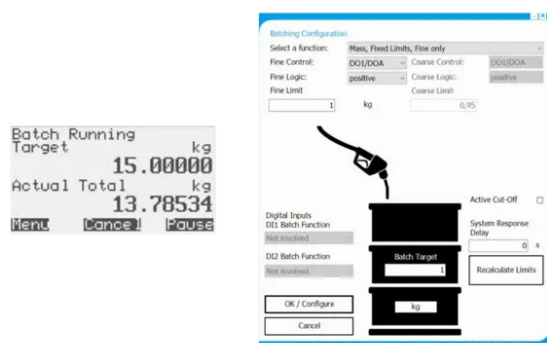 Batch Running
Target kg
15.00000
Actual Total kg
13.78534
Menu Cancel Pause
Batching Configuration
Select a function: Mass, Fixed Limits, Fine only
Fine Control: DO1/DOA Coarse Control: DO1/DOA
Fine Logic: positive Coarse Logic: positive
Fine Limit Coarse Limit
1 kg 0,95
Active Cut-Off
Digital Inputs
DI1 Batch Function
Not involved
System Response
Delay
0 s
DI2 Batch Function
Not involved
Batch Target
1
Recalculate Limits
OK / Configure
kg
Cancel